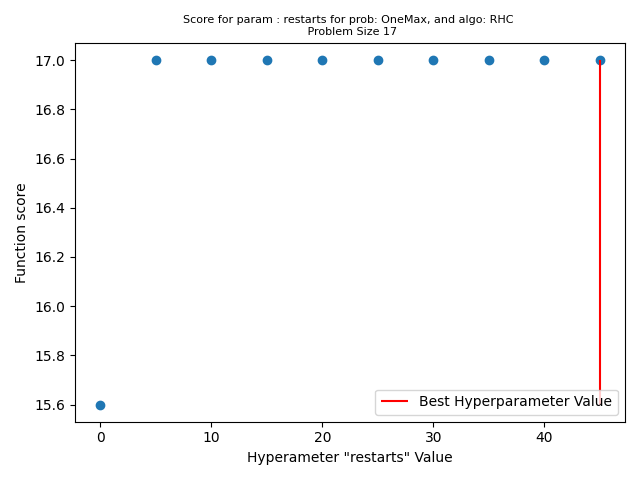 Score for param : restarts for prob: OneMax, and algo: RHC
Problem Size 17
17.0
16.8
16.6
16.4
16.2
16.0
15.8
15.6
Function score
Best Hyperparameter Value
0 10 20 30 40
Hyperameter "restarts" Value